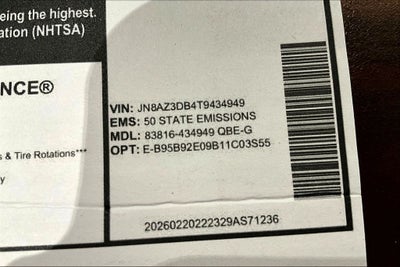 eing the highest.
ation (NHTSA)
NCE®
VIN: JN8AZ3DB4T9434949
EMS: 50 STATE EMISSIONS
MDL: 83816-434949 QBE-G
OPT: E-B95B92E09B11C03S55
s & Tire Rotations***
y
20260220222329AS71236